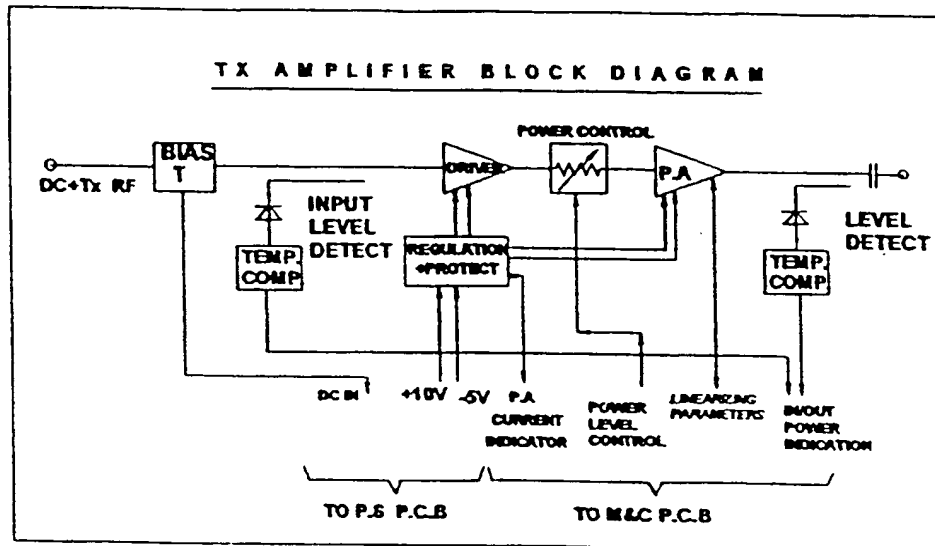 TX AMPLIFIER BLOCK DIAGRAM
POWER CONTROL
BIAS
T
DRIVER
P.A
DC+Tx RF
INPUT
LEVEL
DETECT
LEVEL
DETECT
TEMP.
COMP.
REGULATION
+PROTECT
TEMP.
COMP.
DC IN
+10V
-5V
P.A
CURRENT
INDICATOR
POWER
LEVEL
CONTROL
LINEARIZING
PARAMETERS
IN/OUT
POWER
INDICATION
TO P.S P.C.B
TO M&C P.C.B